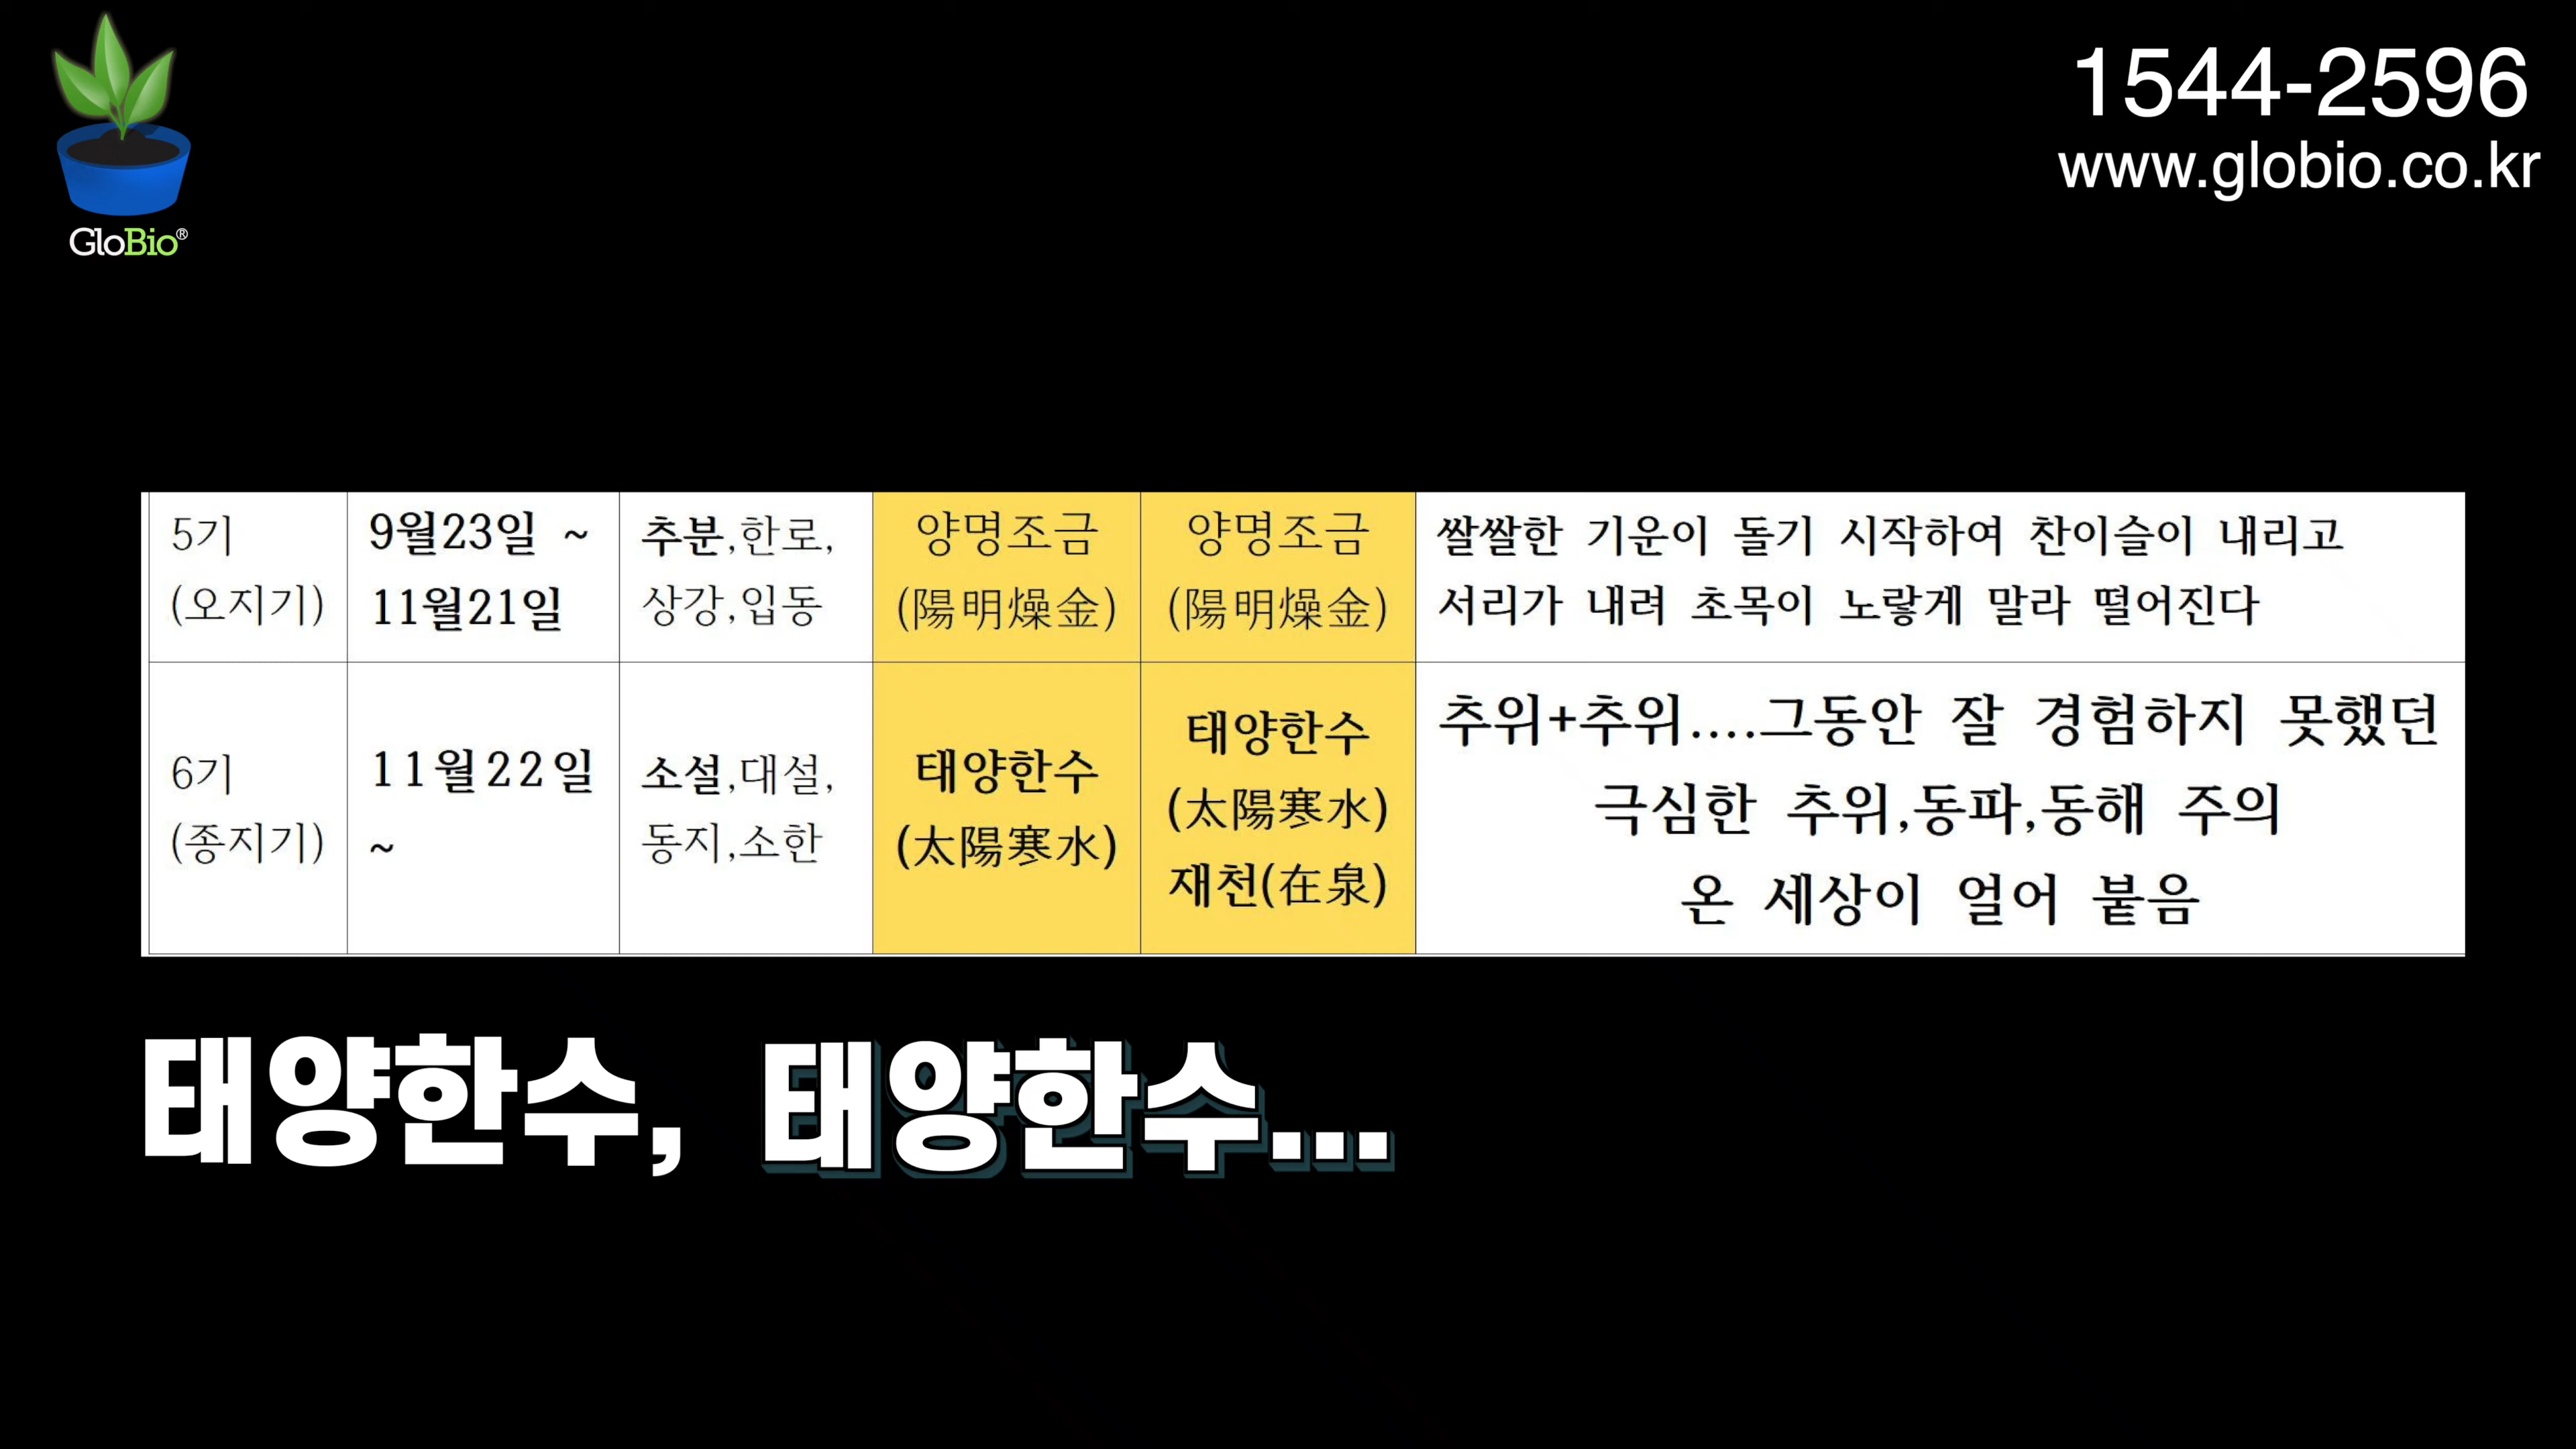 GloBio®
1544-2596
www.globio.co.kr
5기
(오지기)
9월23일 ~
11월21일
추분,한로,
상강,입동
양명조금
(陽明燥金)
양명조금
(陽明燥金)
쌀쌀한 기운이 돌기 시작하여 찬이슬이 내리고
서리가 내려 초목이 노랗게 말라 떨어진다
6기
(종지기)
11월22일
~
소설,대설,
동지,소한
태양한수
(太陽寒水)
태양한수
(太陽寒水)
재천(在泉)
추위+추위....그동안 잘 경험하지 못했던
극심한 추위,동파,동해 주의
온 세상이 얼어 붙음
태양한수, 태양한수...